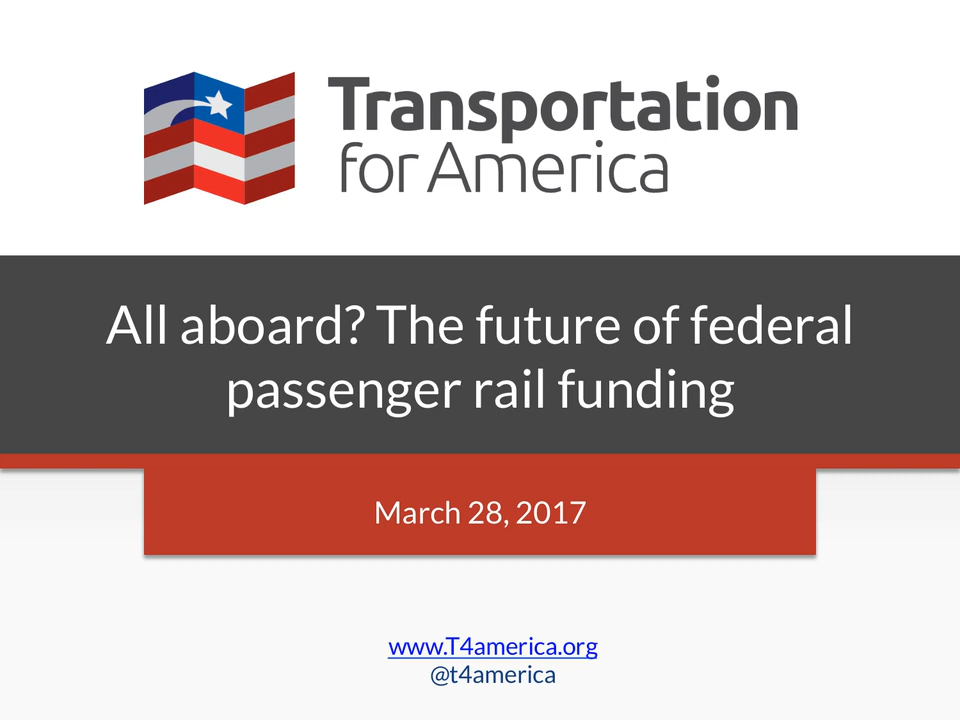 Transportation
for America
All aboard? The future of federal
passenger rail funding
March 28, 2017
www.T4america.org
@t4america